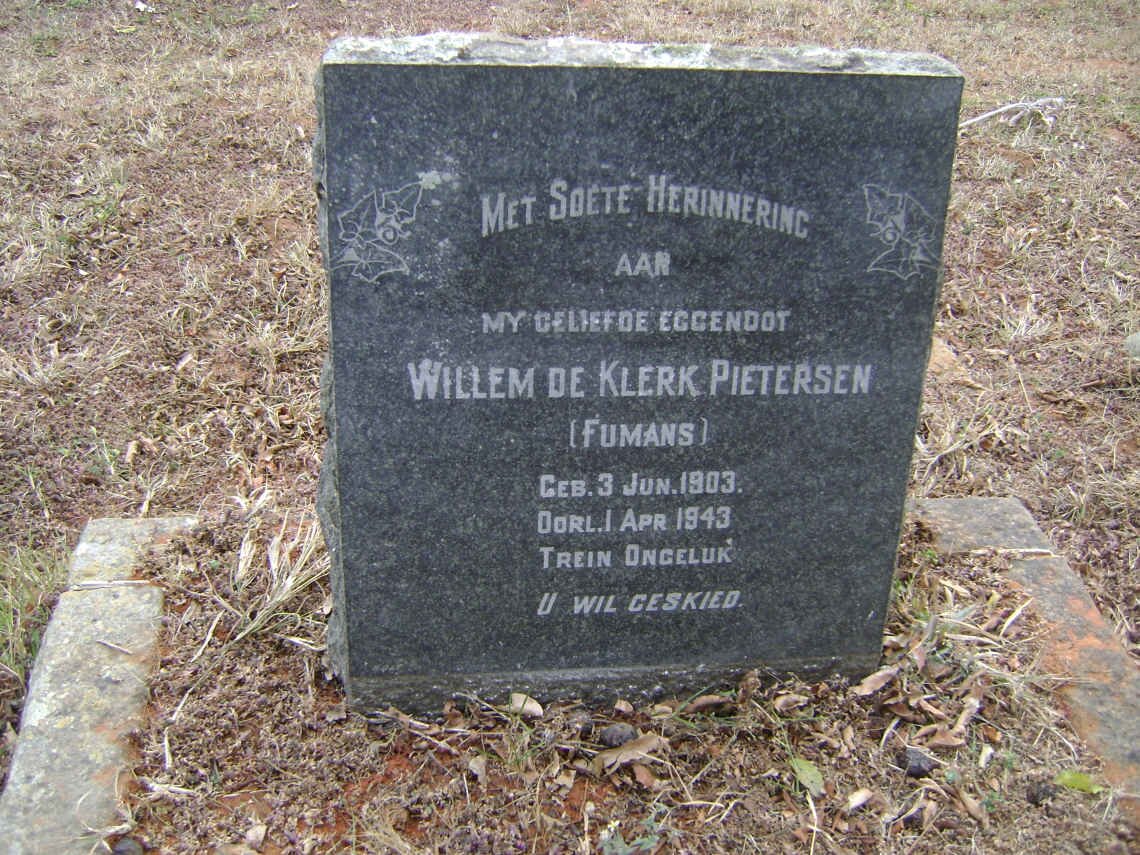 MET SOETE HERINNERING
AAN
MY GELIEFDE EGGENOOT
WILLEM DE KLERK PIETERSEN
(FUMANS)
GEB. 3 JUN. 1903.
OORL. 1 APR 1943
TREIN ONGELUK
U WIL GESKIED.